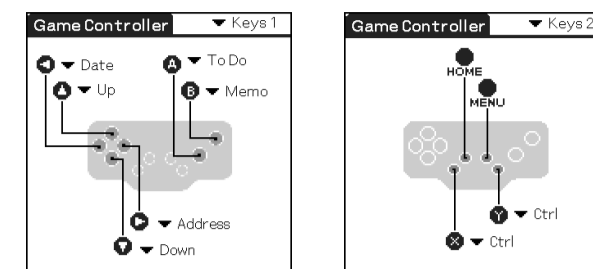 Game Controller Keys 1
Date
Up
A To Do
B Memo
Address
Down
Game Controller Keys 2
HOME
MENU
Y Ctrl
X Ctrl